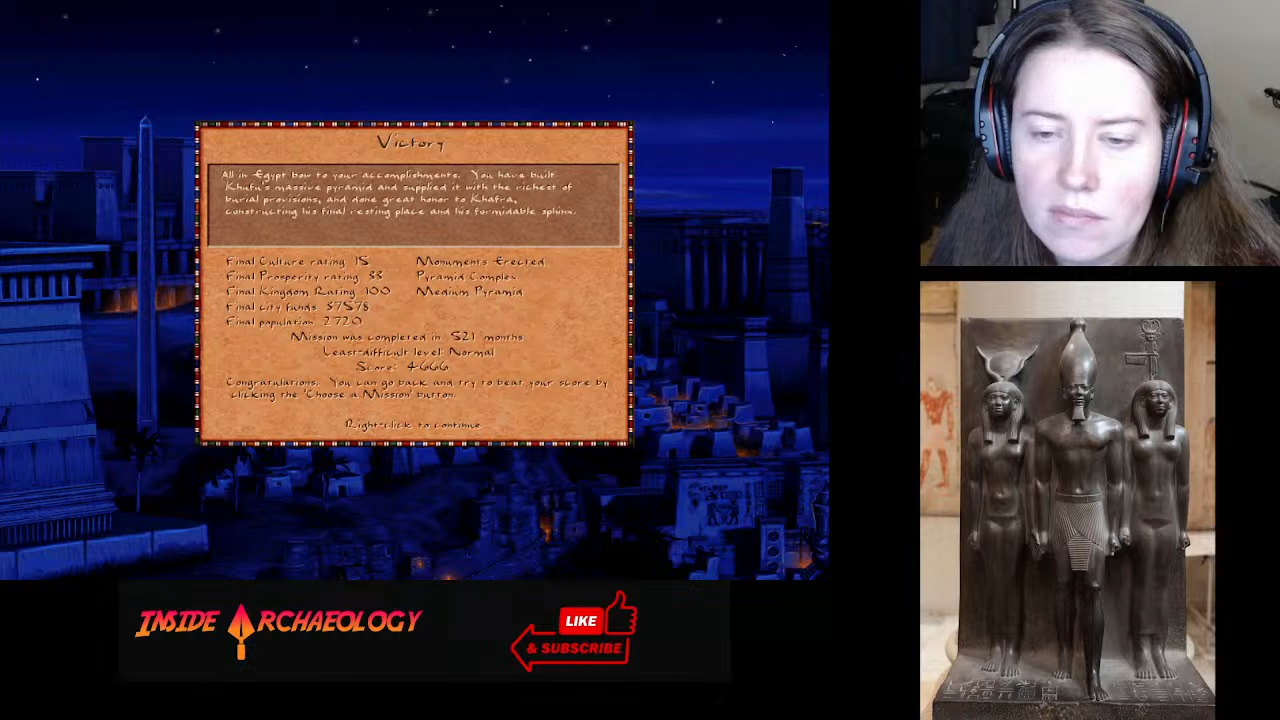 Victory
All in Egypt bow to your accomplishments. You have built
Khufu's massive pyramid and supplied it with the richest of
burial provisions, and done great honor to Khafra,
constructing his final resting place and his formidable sphinx.
Final Culture rating 15
Monuments Erected
Final Prosperity rating 38
Pyramid Complex
Final Kingdom Rating 100
Medium Pyramid
Final city funds 37578
Final population 2720
Mission was completed in 521 months
Least-difficult level: Normal
Score: 4666
Congratulations. You can go back and try to beat your score by
clicking the 'Choose a Mission' button.
Right-click to continue
INSIDE ARCHAEOLOGY
LIKE
& SUBSCRIBE